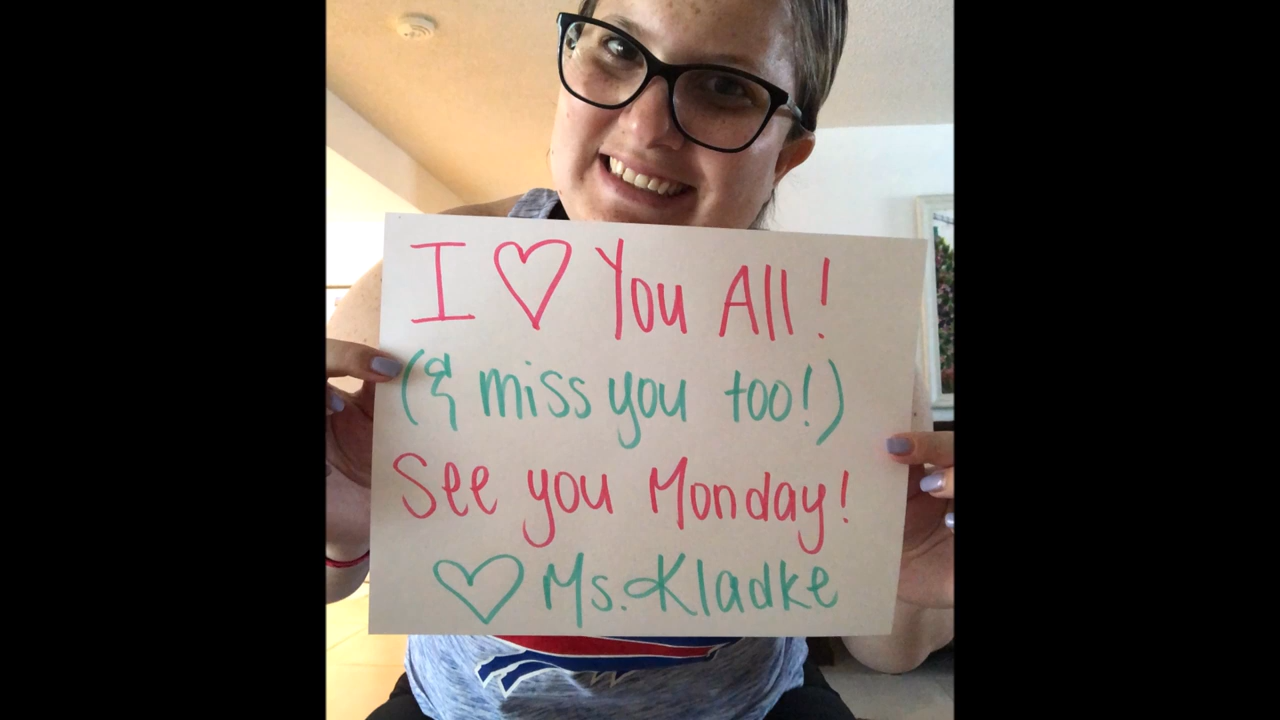 I ♡ You All!
(& miss you too!)
See you Monday!
♡ Ms. Kladke